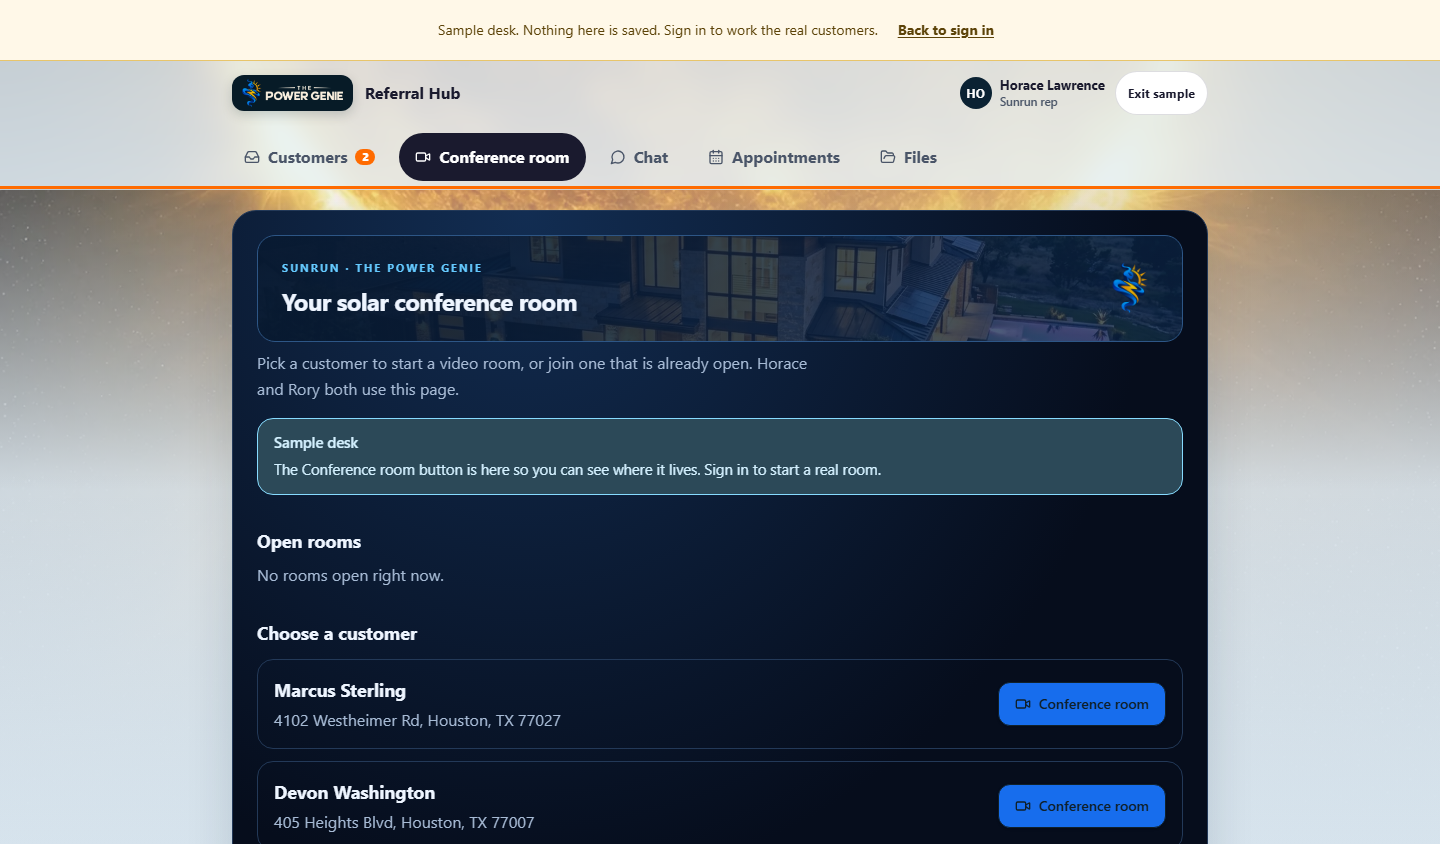 Sample desk. Nothing here is saved. Sign in to work the real customers. Back to sign in
THE
POWER GENIE
Referral Hub
HO
Horace Lawrence
Sunrun rep
Exit sample
Customers 2
Conference room
Chat
Appointments
Files
SUNRUN · THE POWER GENIE
Your solar conference room
Pick a customer to start a video room, or join one that is already open. Horace
and Rory both use this page.
Sample desk
The Conference room button is here so you can see where it lives. Sign in to start a real room.
Open rooms
No rooms open right now.
Choose a customer
Marcus Sterling
4102 Westheimer Rd, Houston, TX 77027
Conference room
Devon Washington
405 Heights Blvd, Houston, TX 77007
Conference room